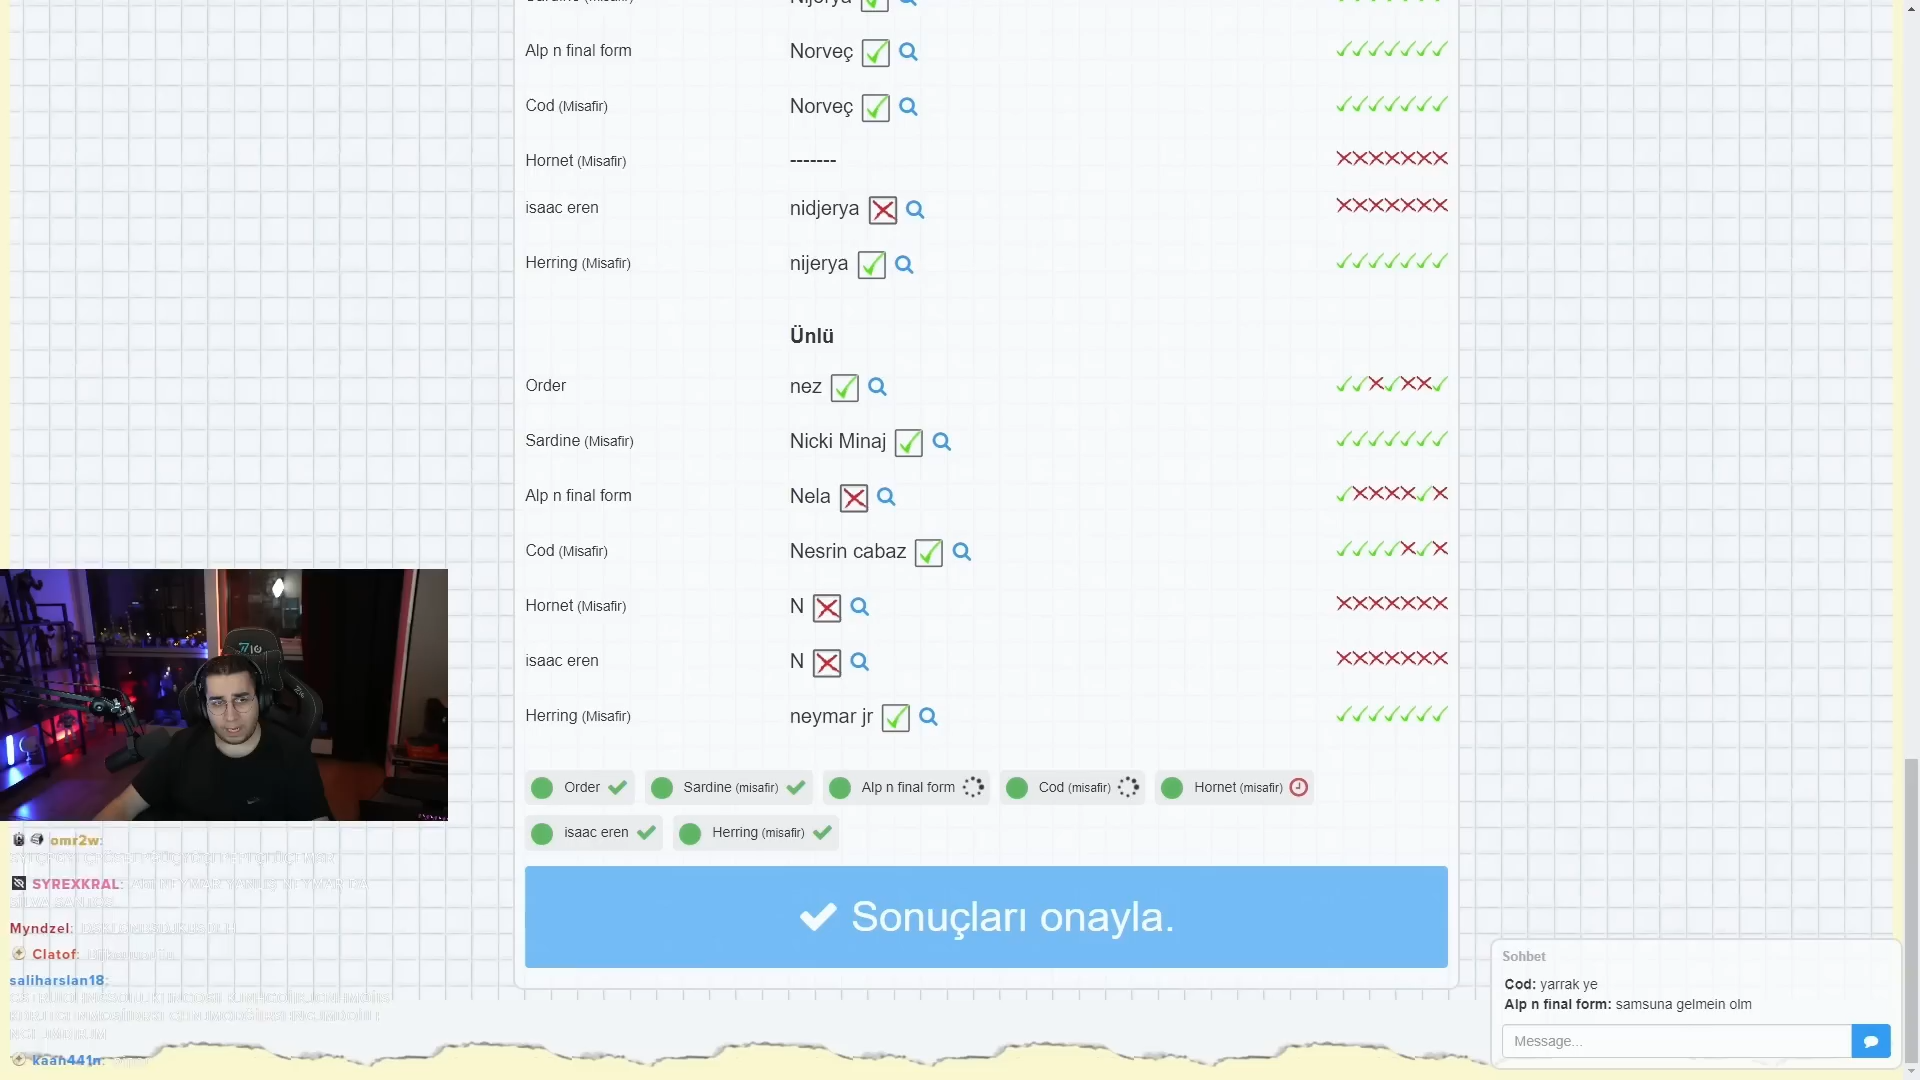 Alp n final form Norveç
Cod (Misafir) Norveç
Hornet (Misafir) -------
isaac eren nidjerya
Herring (Misafir) nijerya
Ünlü
Order nez
Sardine (Misafir) Nicki Minaj
Alp n final form Nela
Cod (Misafir) Nesrin cabaz
Hornet (Misafir) N
isaac eren N
Herring (Misafir) neymar jr
Order Sardine (misafir) Alp n final form Cod (misafir) Hornet (misafir)
isaac eren Herring (misafir)
Sonuçları onayla.
omr2w:
SYREXKRAL:
Myndzel:
Clatof:
saliharslan18:
kaan441n:
Sohbet
Cod: yarrak ye
Alp n final form: samsuna gelmein olm
Message...